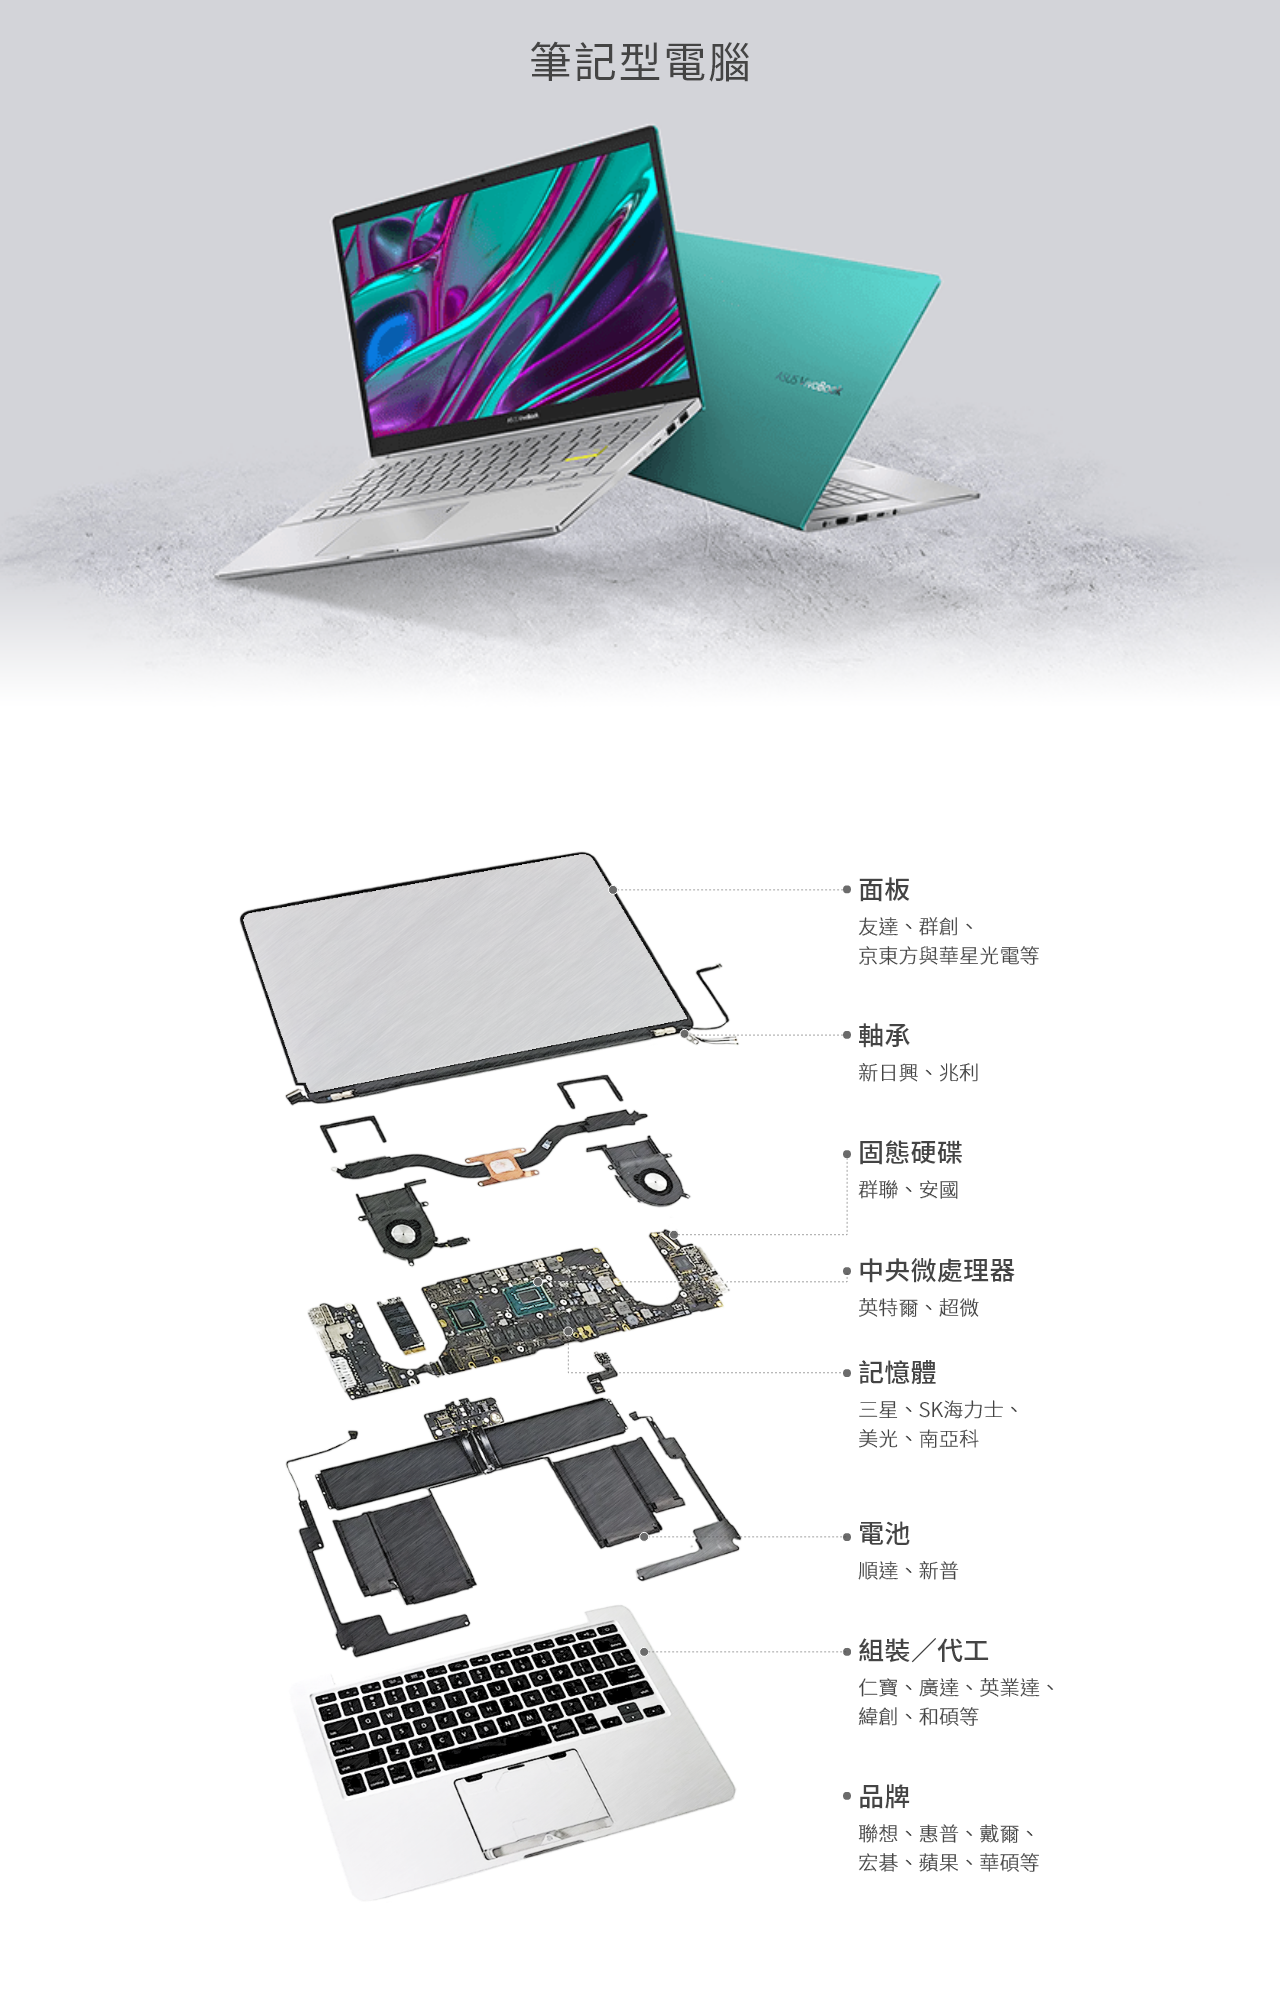 筆記型電腦
ASUS VivoBook
ASUS VivoBook
面板
友達、群創、
京東方與華星光電等
軸承
新日興、兆利
固態硬碟
群聯、安國
中央微處理器
英特爾、超微
記憶體
三星、SK海力士、
美光、南亞科
電池
順達、新普
組裝／代工
仁寶、廣達、英業達、
緯創、和碩等
品牌
聯想、惠普、戴爾、
宏碁、蘋果、華碩等